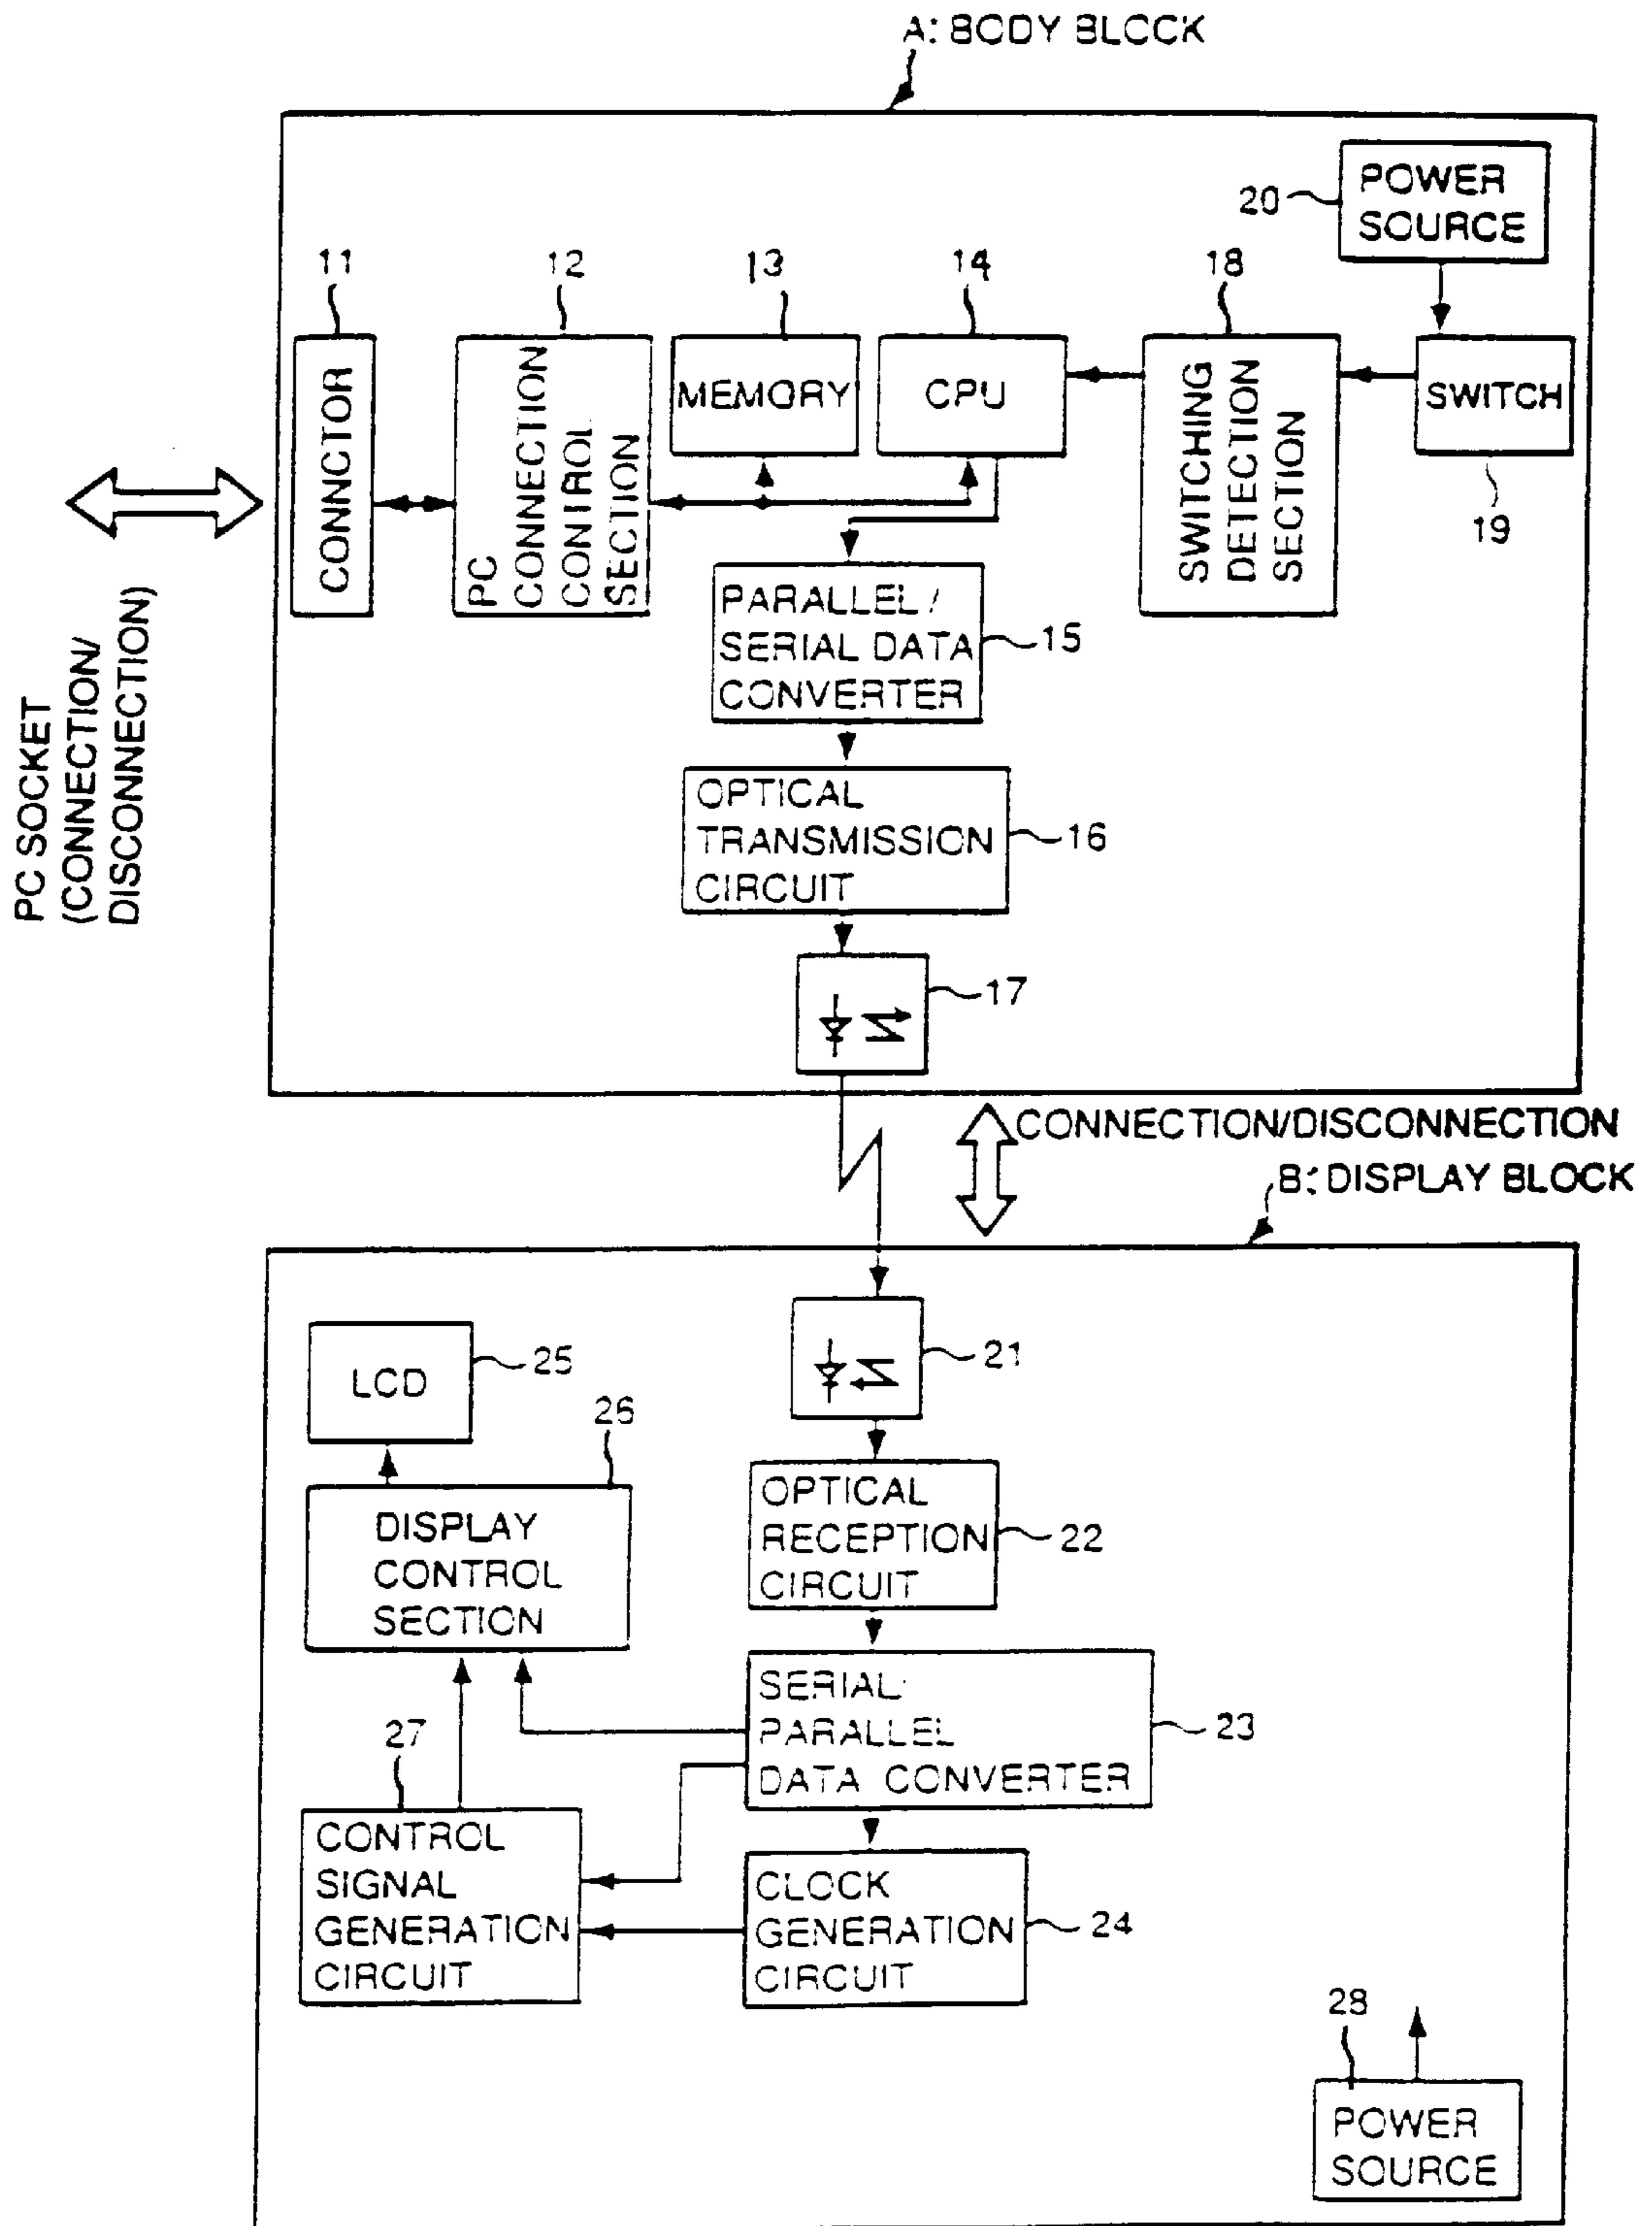 A: BODY BLOCK
20
POWER
SOURCE
11
12
13
14
18
CONNCTOR
PC
CONNECTION
CONTROL
SECTION
MEMORY
CPU
SWITCHING
DETECTION
SECTION
SWITCH
19
PC SOCKET
(CONNECTION/
DISCONNECTION)
PARALLEL /
SERIAL DATA
CONVERTER
15
OPTICAL
TRANSMISSION
CIRCUIT
16
17
CONNECTION/DISCONNECTION
B: DISPLAY BLOCK
21
LCD
25
26
DISPLAY
CONTROL
SECTION
OPTICAL
RECEPTION
CIRCUIT
22
SERIAL
PARALLEL
DATA CONVERTER
23
27
CONTROL
SIGNAL
GENERATION
CIRCUIT
CLOCK
GENERATION
CIRCUIT
24
28
POWER
SOURCE